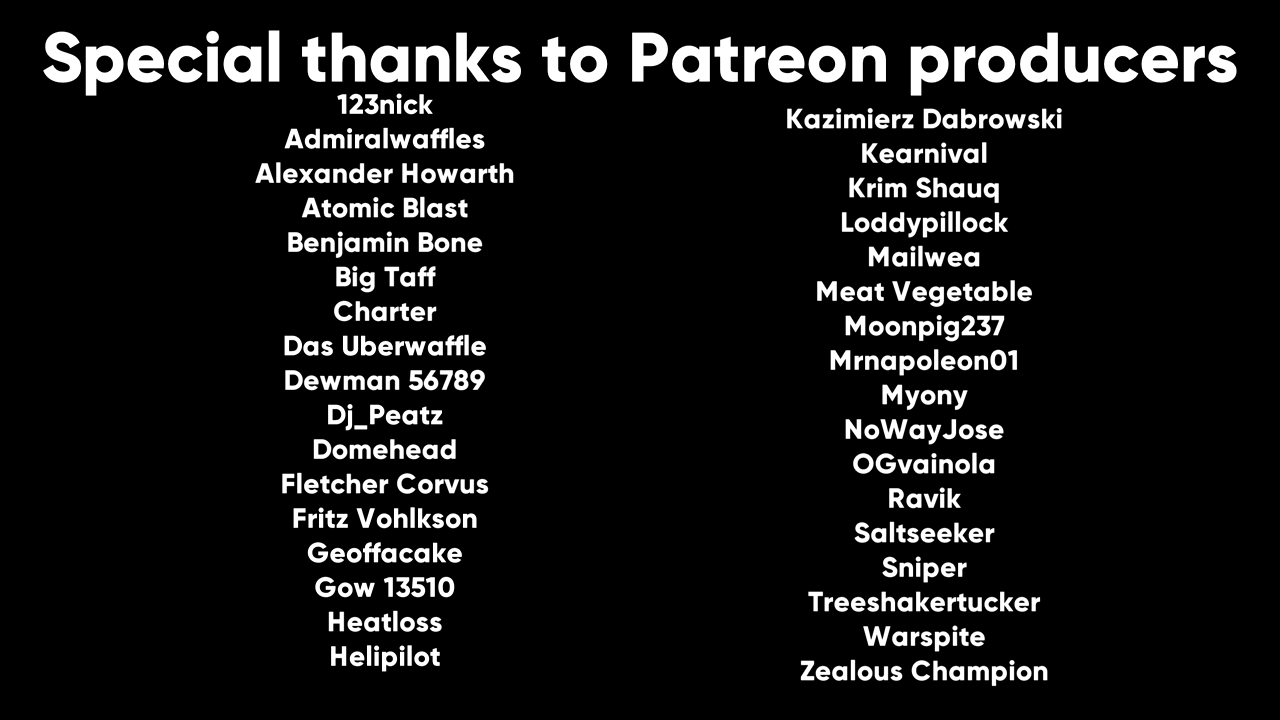 Special thanks to Patreon producers
123nick
Admiralwaffles
Alexander Howarth
Atomic Blast
Benjamin Bone
Big Taff
Charter
Das Uberwaffle
Dewman 56789
Dj_Peatz
Domehead
Fletcher Corvus
Fritz Vohlkson
Geoffacake
Gow 13510
Heatloss
Helipilot
Kazimierz Dabrowski
Kearnival
Krim Shauq
Loddypillock
Mailwea
Meat Vegetable
Moonpig237
Mrnapoleon01
Myony
NoWayJose
OGvainola
Ravik
Saltseeker
Sniper
Treeshakertucker
Warspite
Zealous Champion